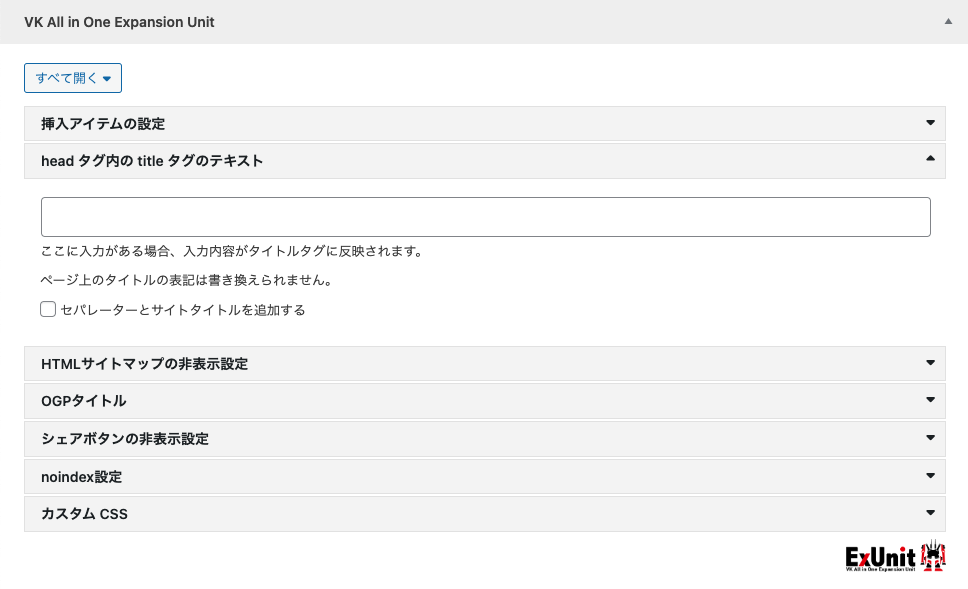 VK All in One Expansion Unit
すべて開く
挿入アイテムの設定
head タグ内の title タグのテキスト
ここに入力がある場合、入力内容がタイトルタグに反映されます。
ページ上のタイトルの表記は書き換えられません。
セパレーターとサイトタイトルを追加する
HTMLサイトマップの非表示設定
OGPタイトル
シェアボタンの非表示設定
noindex設定
カスタム CSS
ExUnit
VK All in One Expansion Unit